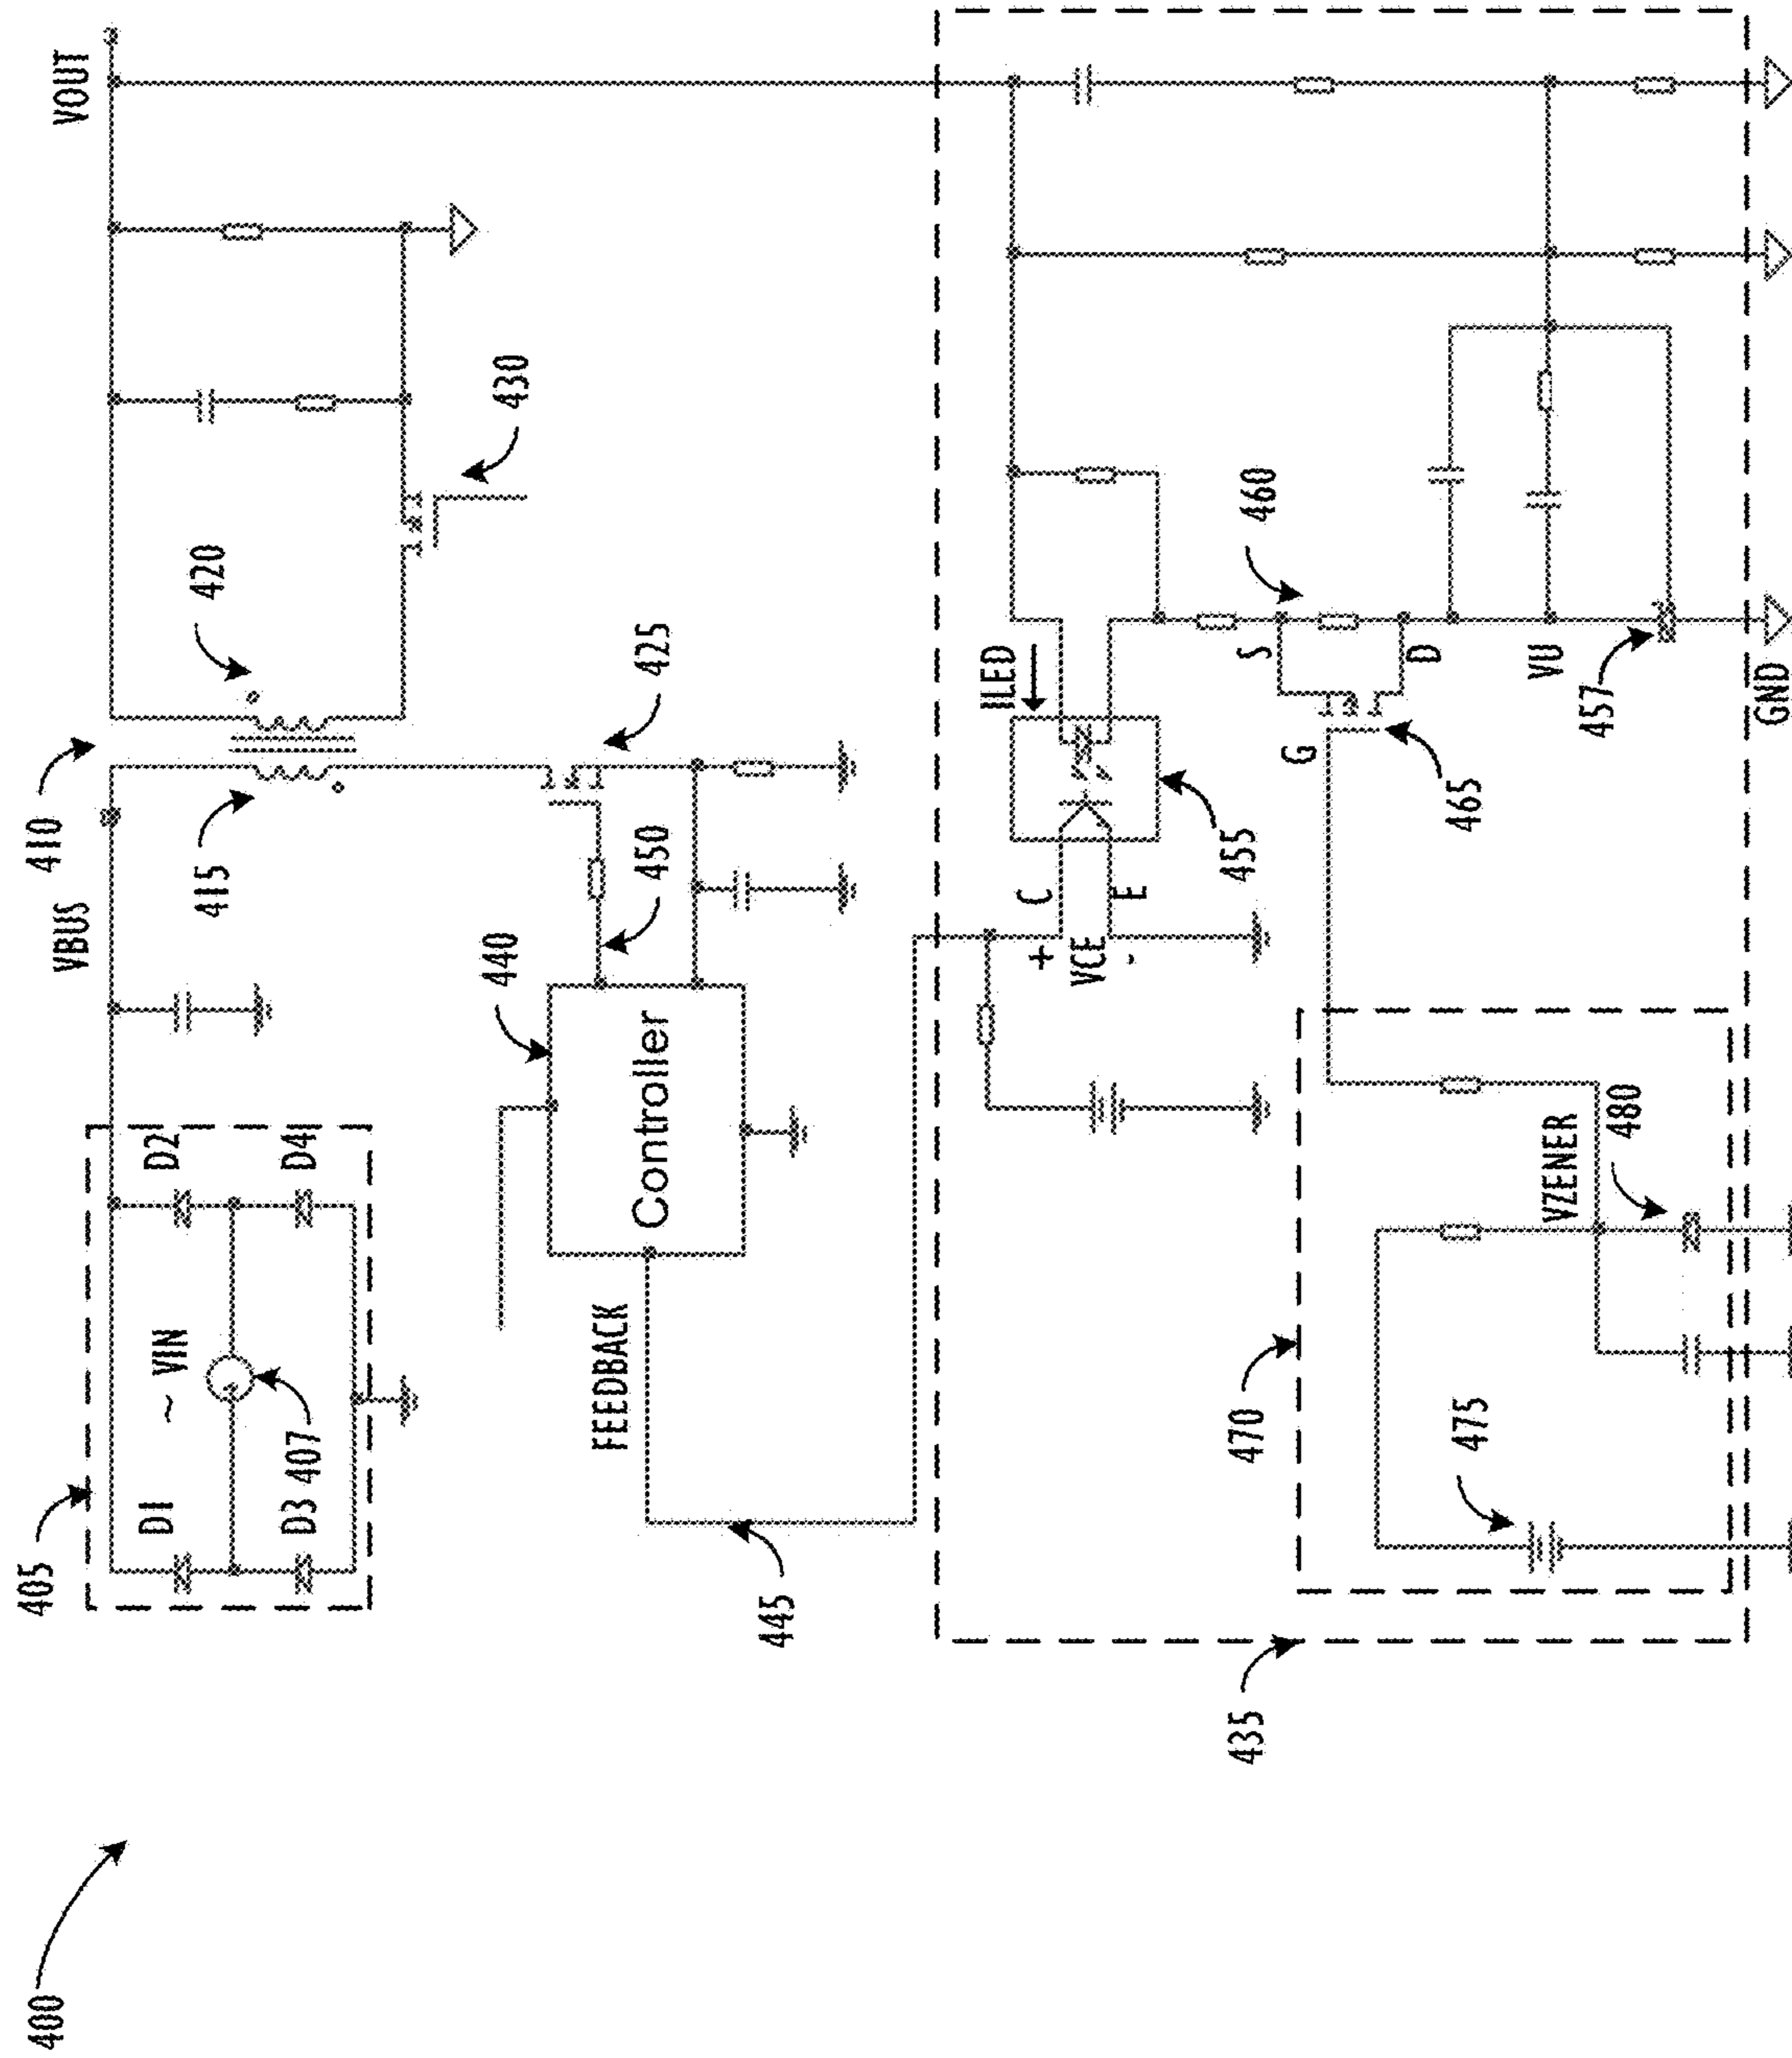 400
405
D1
~ VIN
D2
D3
407
D4
VBUS
410
415
420
VOUT
430
425
450
440
Controller
FEEDBACK
445
435
ILED
C
E
+
VCE
-
455
460
S
D
G
465
VU
457
GND
470
475
VZENER
480